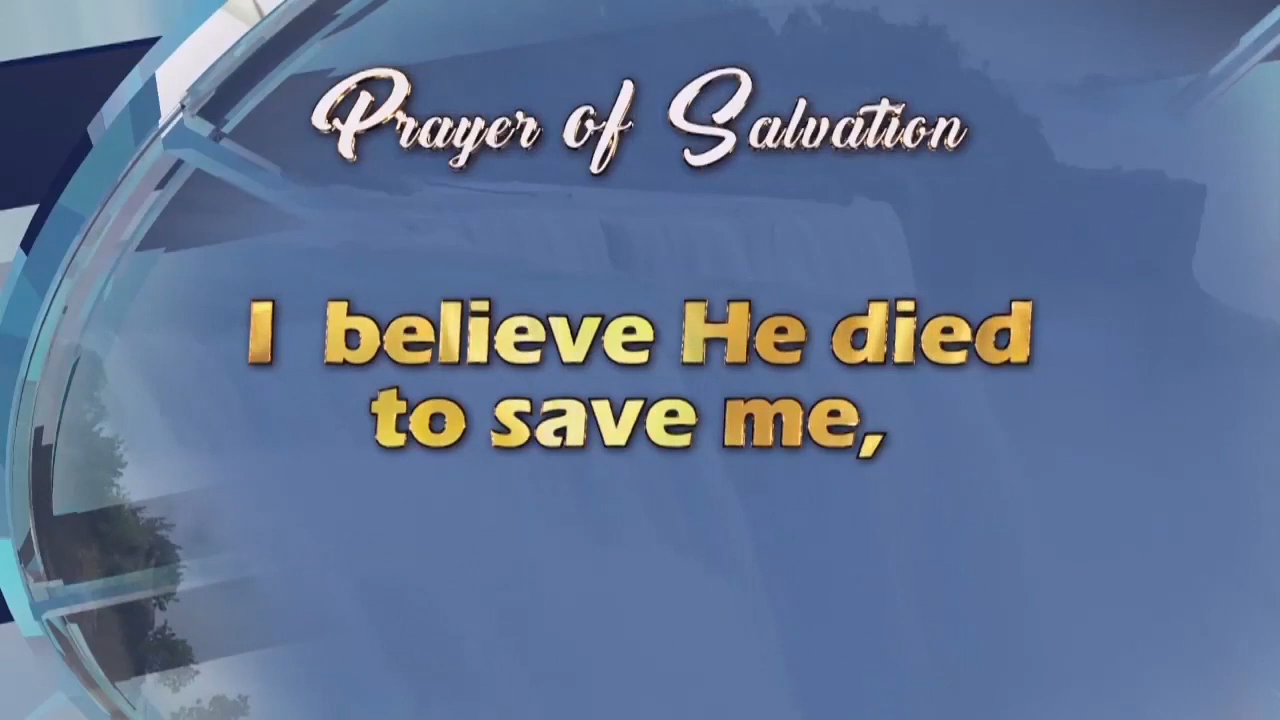 Prayer of Salvation
I believe He died
to save me,